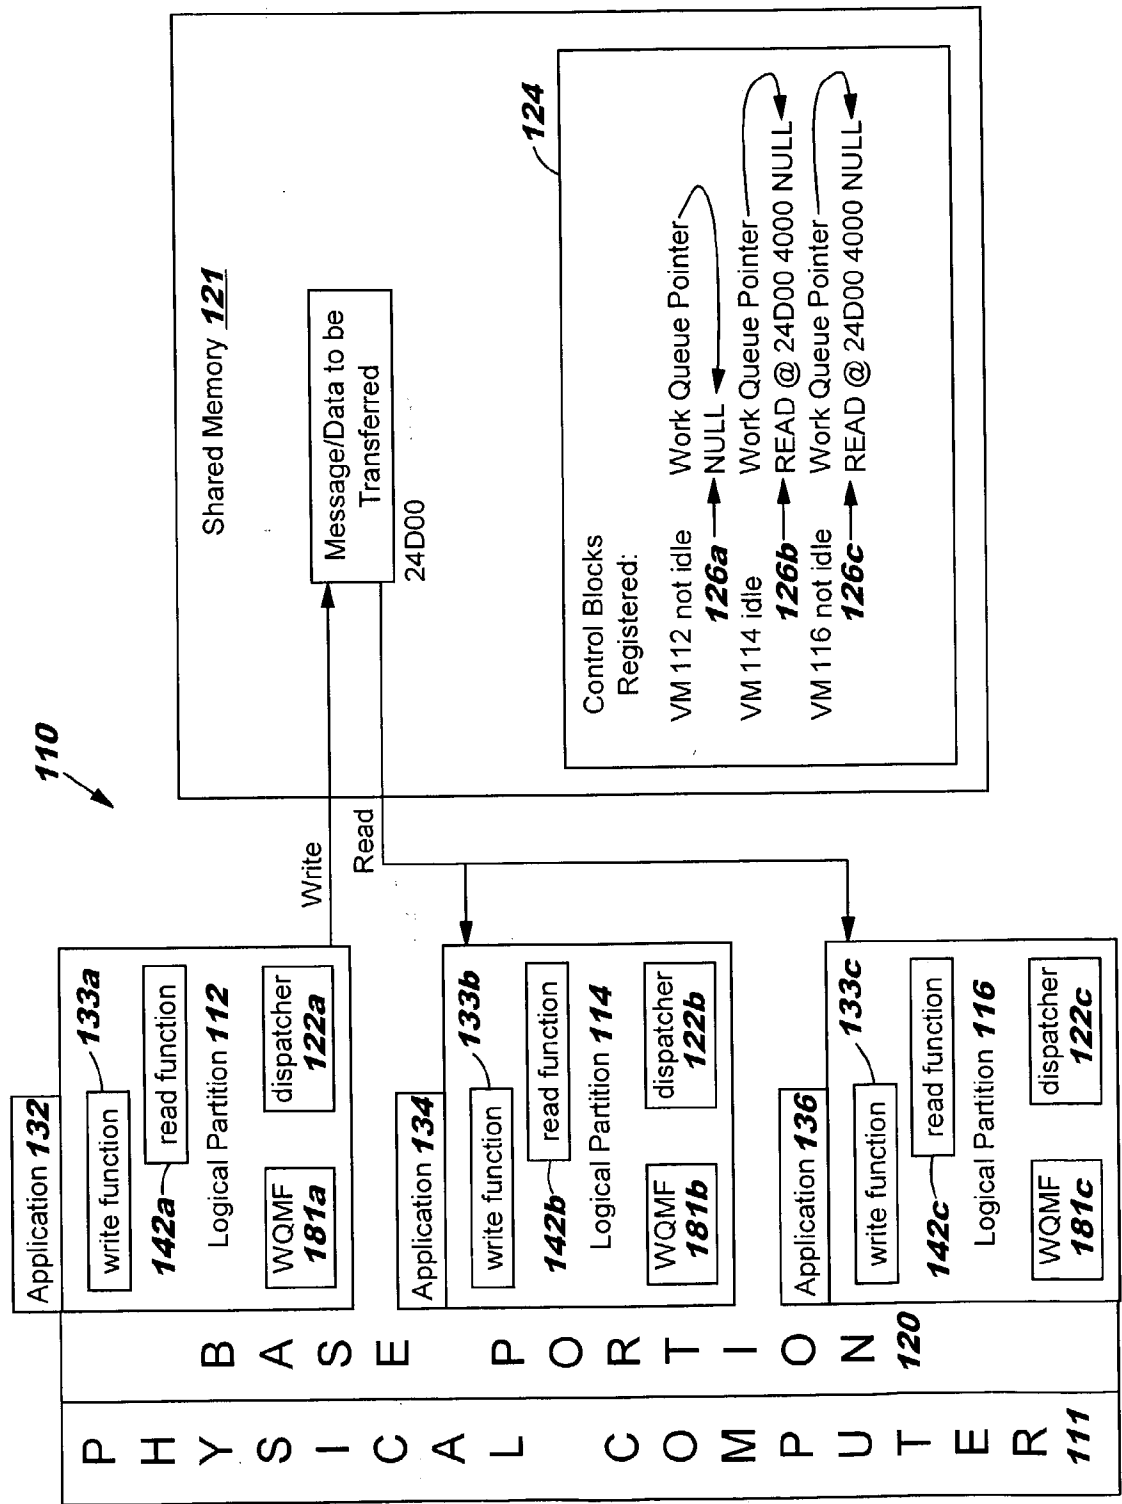 110
PHYSICAL COMPUTER
111
BASE PORTION
120
Application 132
write function
133a
142a
read function
Logical Partition 112
WQMF
181a
dispatcher
122a
Application 134
write function
133b
142b
read function
Logical Partition 114
WQMF
181b
dispatcher
122b
Application 136
write function
133c
142c
read function
Logical Partition 116
WQMF
181c
dispatcher
122c
Write
Read
Shared Memory 121
Message/Data to be
Transferred
24D00
124
Control Blocks
Registered:
VM 112 not idle Work Queue Pointer
126a NULL
VM 114 idle Work Queue Pointer
126b READ @ 24D00 4000 NULL
VM 116 not idle Work Queue Pointer
126c READ @ 24D00 4000 NULL